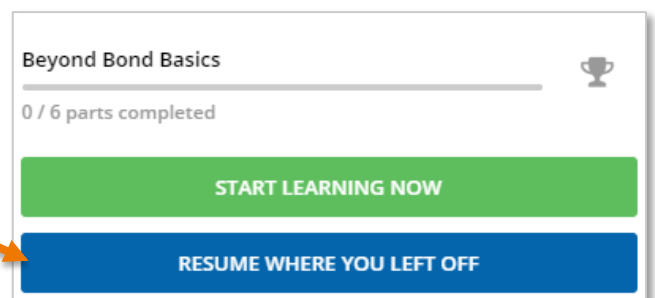 Beyond Bond Basics
0 / 6 parts completed
START LEARNING NOW
RESUME WHERE YOU LEFT OFF